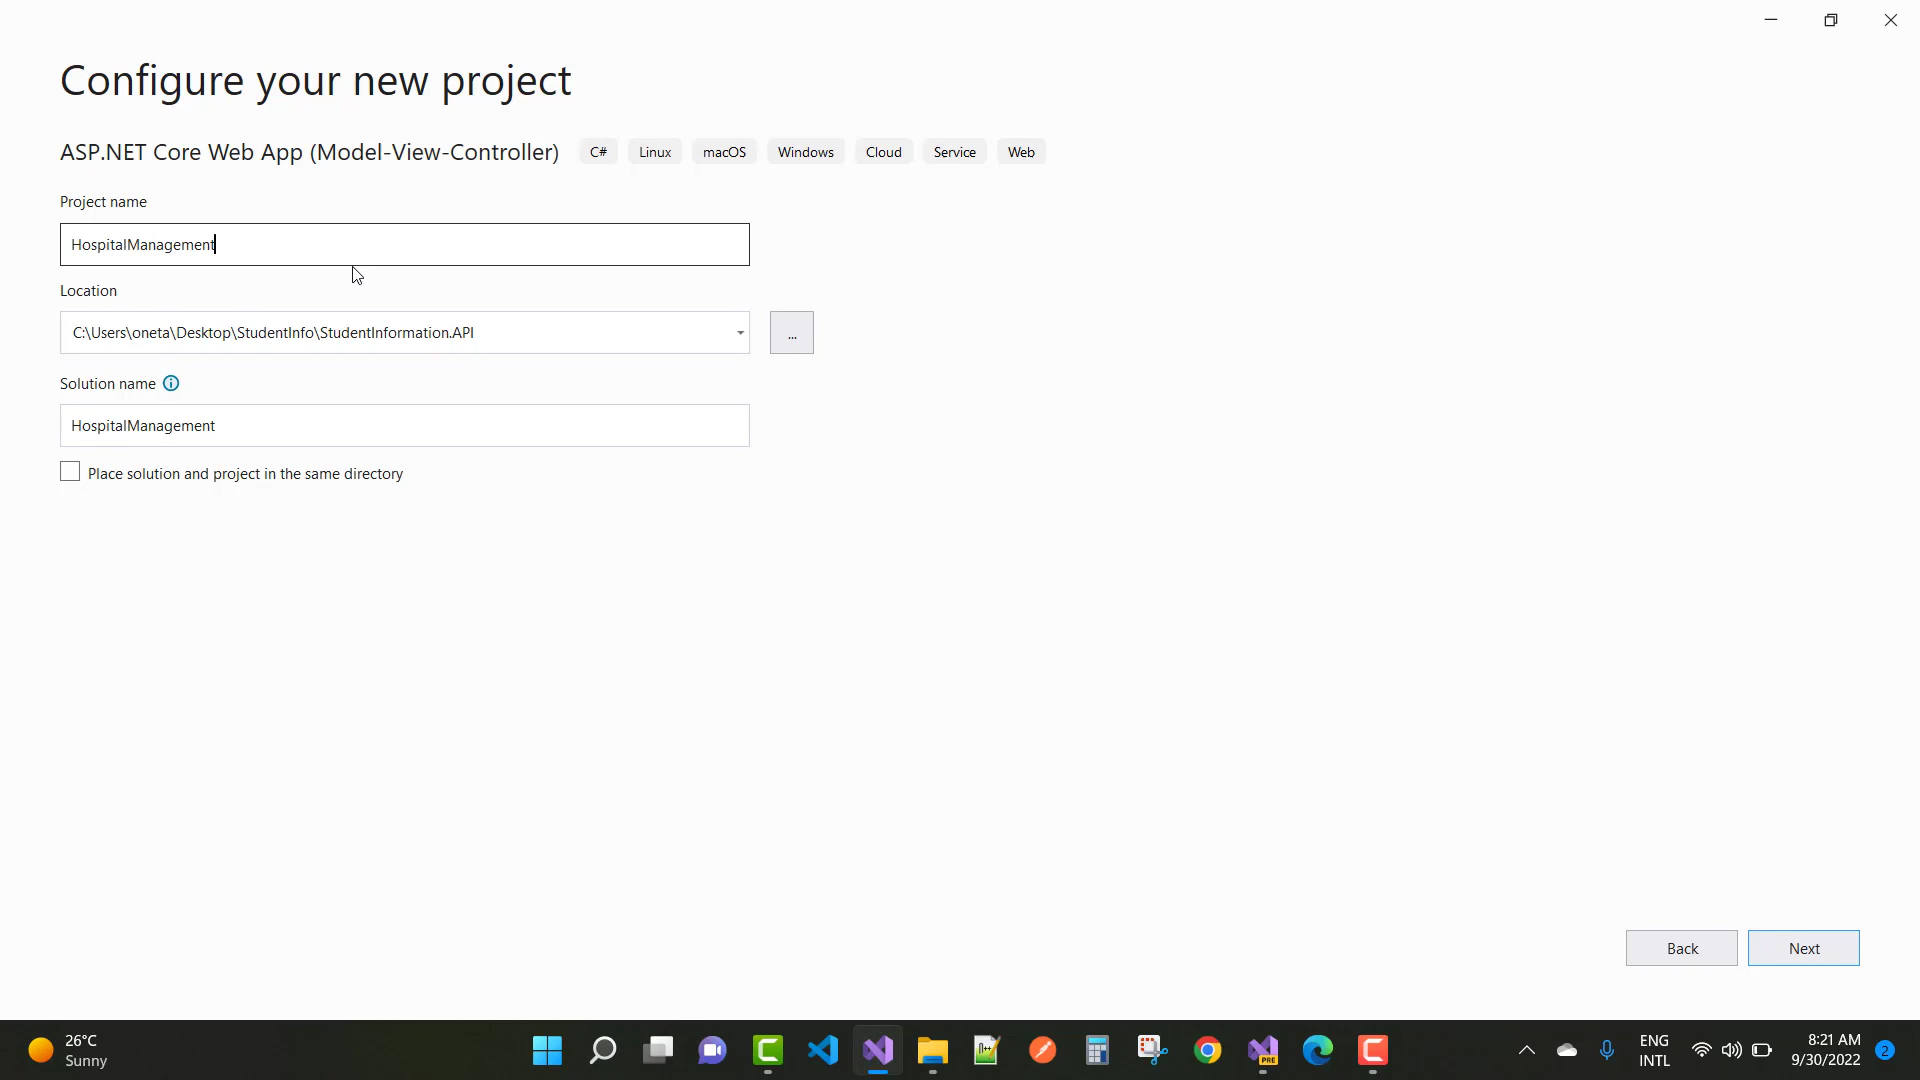 Configure your new project
ASP.NET Core Web App (Model-View-Controller) C# Linux macOS Windows Cloud Service Web
Project name
HospitalManagement
Location
C:\Users\oneta\Desktop\StudentInfo\StudentInformation.API
...
Solution name
HospitalManagement
Place solution and project in the same directory
Back Next
26°C
Sunny
PRE
ENG
INTL
8:21 AM
9/30/2022
2